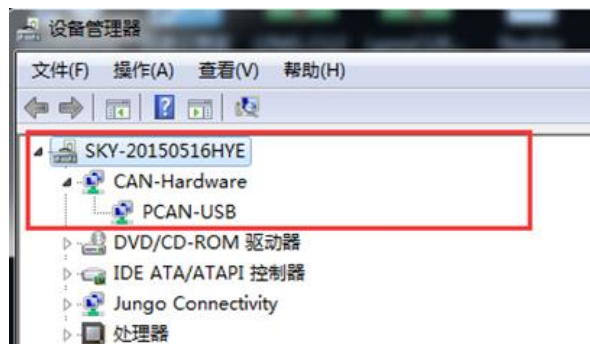 设备管理器
文件(F) 操作(A) 查看(V) 帮助(H)
SKY-20150516HYE
CAN-Hardware
PCAN-USB
DVD/CD-ROM 驱动器
IDE ATA/ATAPI 控制器
Jungo Connectivity
处理器